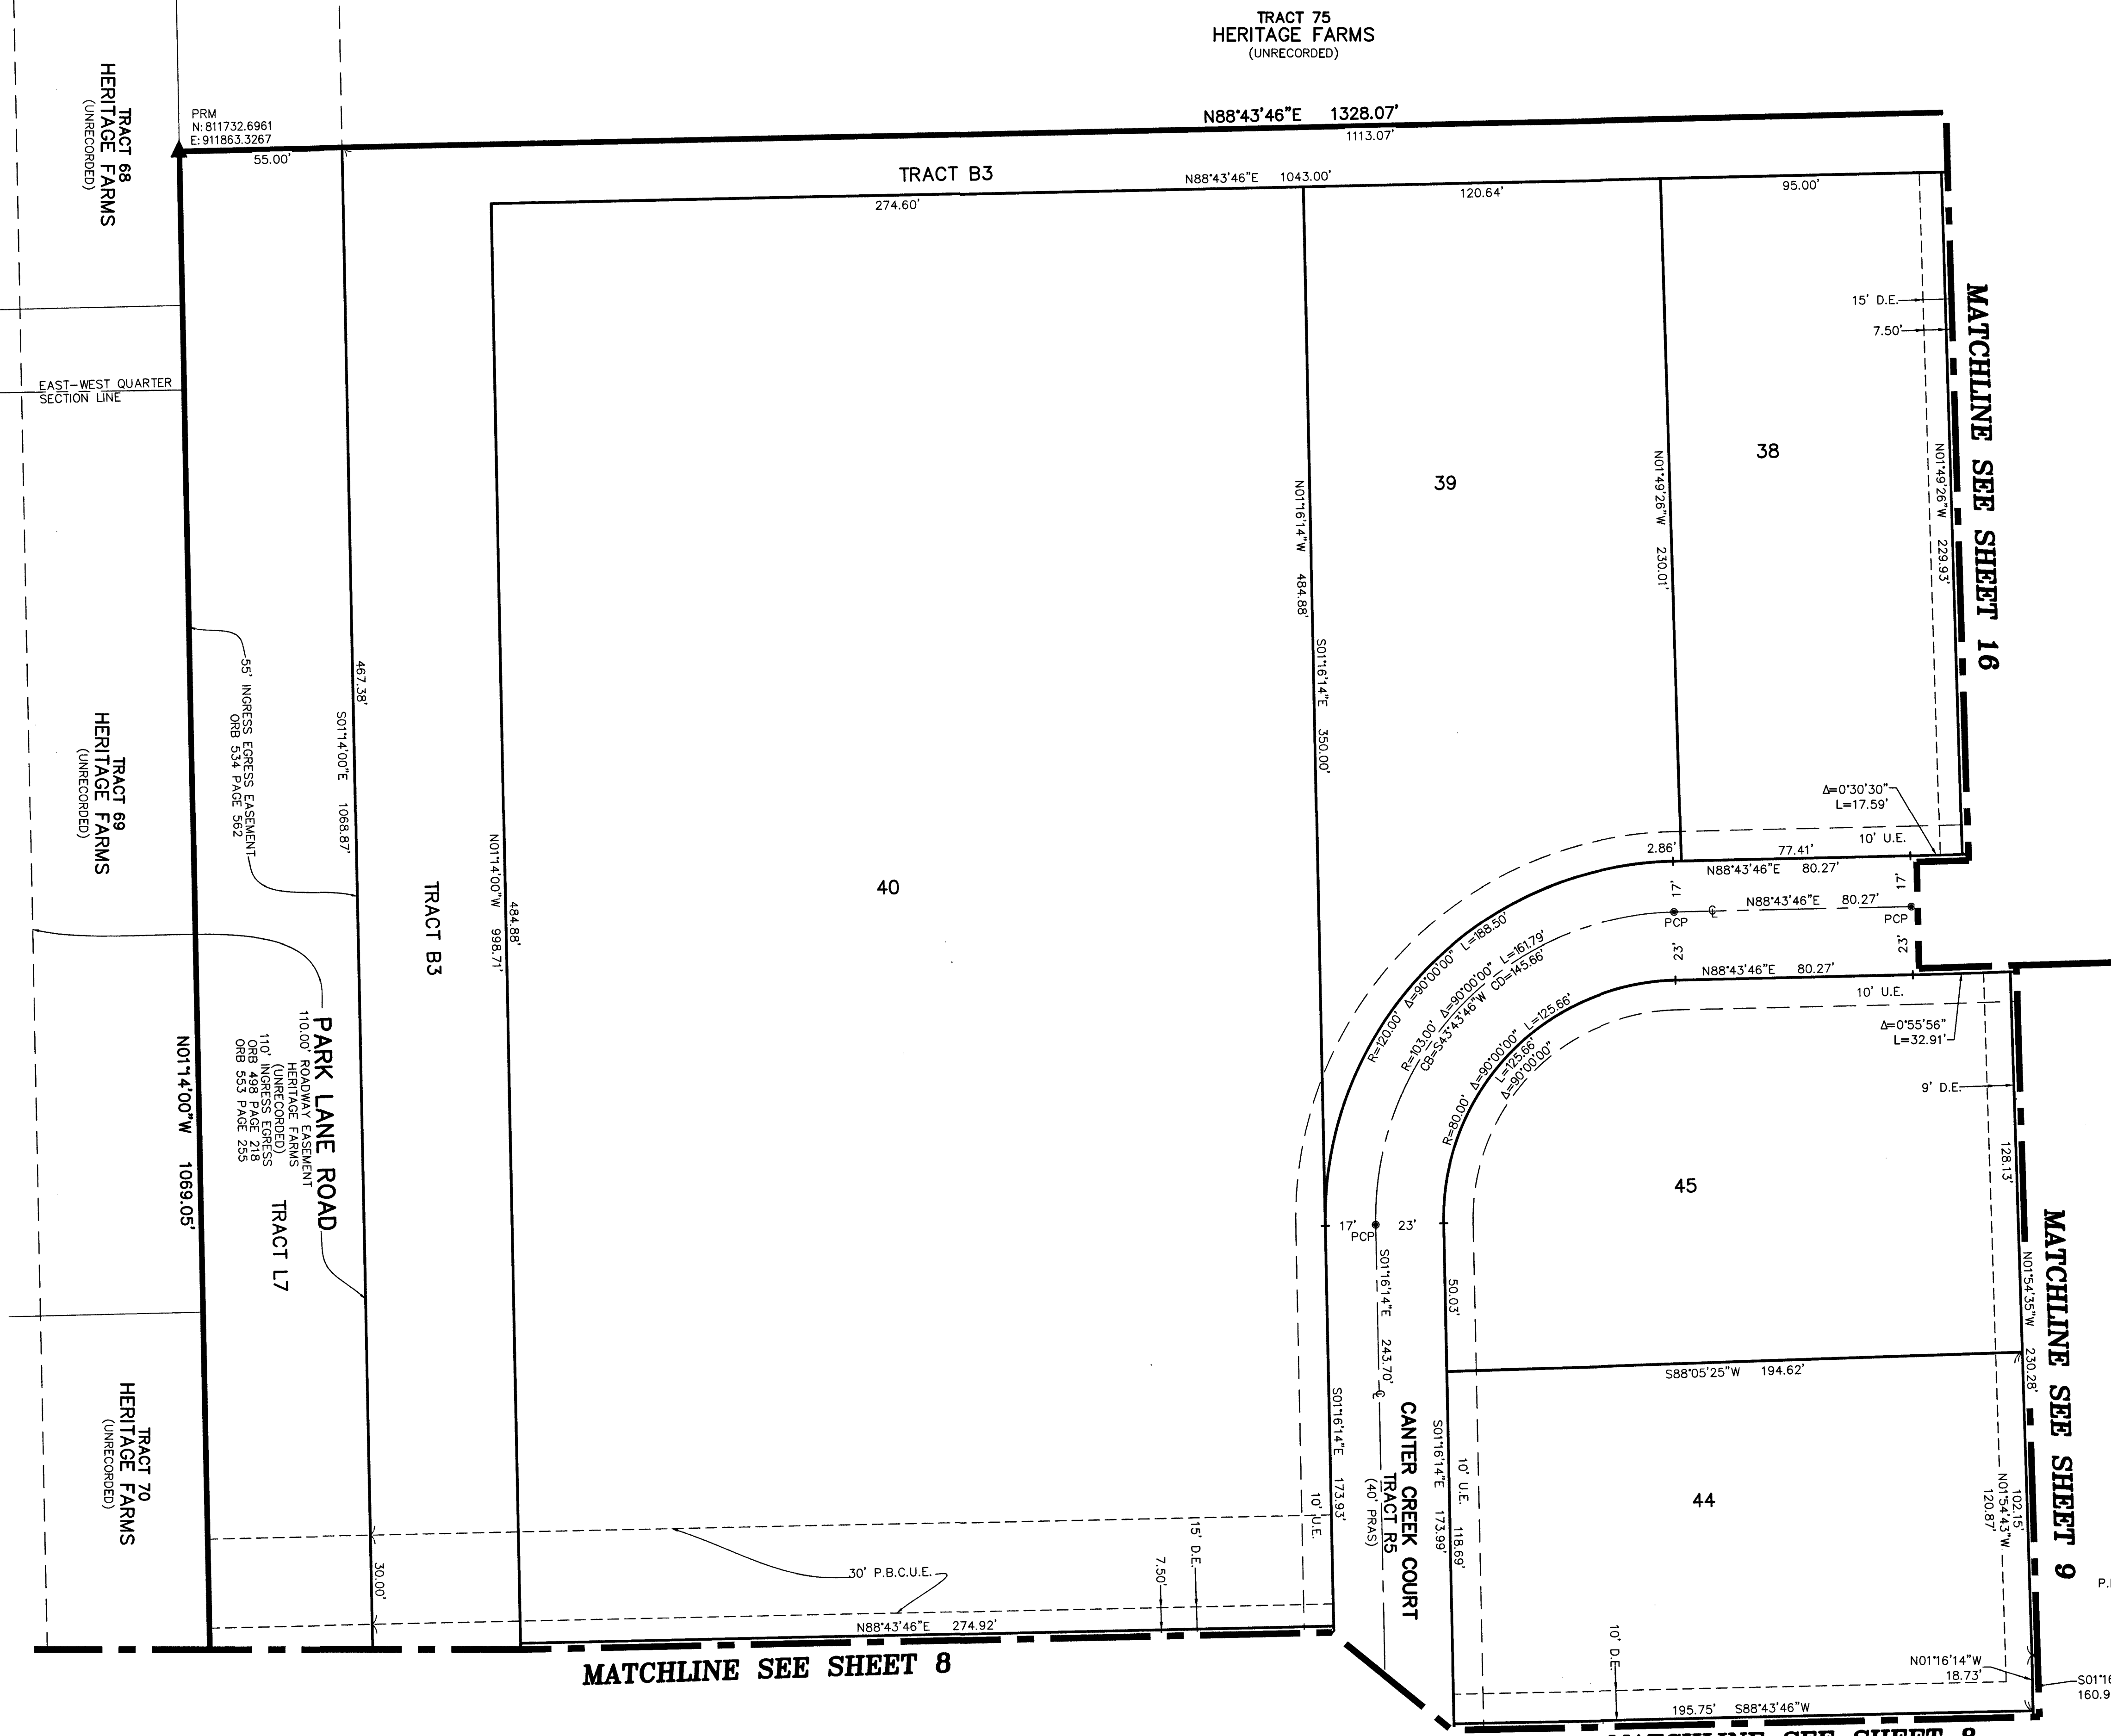 TRACT 75
HERITAGE FARMS
(UNRECORDED)
N88°43'46"E 1328.07'
1113.07'
PRM
N: 811732.6961
E: 911863.3267
55.00'
TRACT 68
HERITAGE FARMS
(UNRECORDED)
TRACT B3
N88°43'46"E 1043.00'
274.60'
120.64'
95.00'
15' D.E.
7.50'
MATCHLINE SEE SHEET 16
EAST-WEST QUARTER
SECTION LINE
38
39
N01°49'26"W 229.93'
N01°49'26"W 230.01'
N01°16'14"W 484.88'
S01°16'14"E 350.00'
467.38'
S01°14'00"E 1068.87'
55' INGRESS EGRESS EASEMENT
ORB 534 PAGE 562
TRACT 69
HERITAGE FARMS
(UNRECORDED)
484.88'
N01°14'00"W 998.71'
TRACT B3
40
Δ=0°30'30"
L=17.59'
10' U.E.
2.86'
77.41'
N88°43'46"E 80.27'
17'
17'
N88°43'46"E 80.27'
℄
PCP
PCP
23'
23'
N88°43'46"E 80.27'
R=120.00' Δ=90°00'00" L=188.50'
R=103.00' Δ=90°00'00" L=161.79'
CB=S43°43'46"W CD=145.66'
R=80.00' Δ=90°00'00" L=125.66'
L=125.66'
Δ=90°00'00"
10' U.E.
Δ=0°55'56"
L=32.91'
9' D.E.
128.13'
45
N01°14'00"W 1069.05'
PARK LANE ROAD
110.00' ROADWAY EASEMENT
HERITAGE FARMS
(UNRECORDED)
110' INGRESS EGRESS
ORB 498 PAGE 218
ORB 553 PAGE 255
TRACT L7
17'
PCP
23'
50.03'
S01°16'14"E 243.70'
℄
MATCHLINE SEE SHEET 9
N01°54'35"W 230.28'
S88°05'25"W 194.62'
TRACT 70
HERITAGE FARMS
(UNRECORDED)
S01°16'14"E 173.93'
10' U.E.
CANTER CREEK COURT
TRACT R5
(40' PRAS)
S01°16'14"E 173.99'
10' U.E. 118.69'
44
102.15'
N01°54'43"W
120.87'
30.00'
30' P.B.C.U.E.
15' D.E.
7.50'
N88°43'46"E 274.92'
MATCHLINE SEE SHEET 8
10' D.E.
N01°16'14"W
18.73'
195.75' S88°43'46"W
S01°16
160.9
P.
MATCHLINE SEE SHEET 8